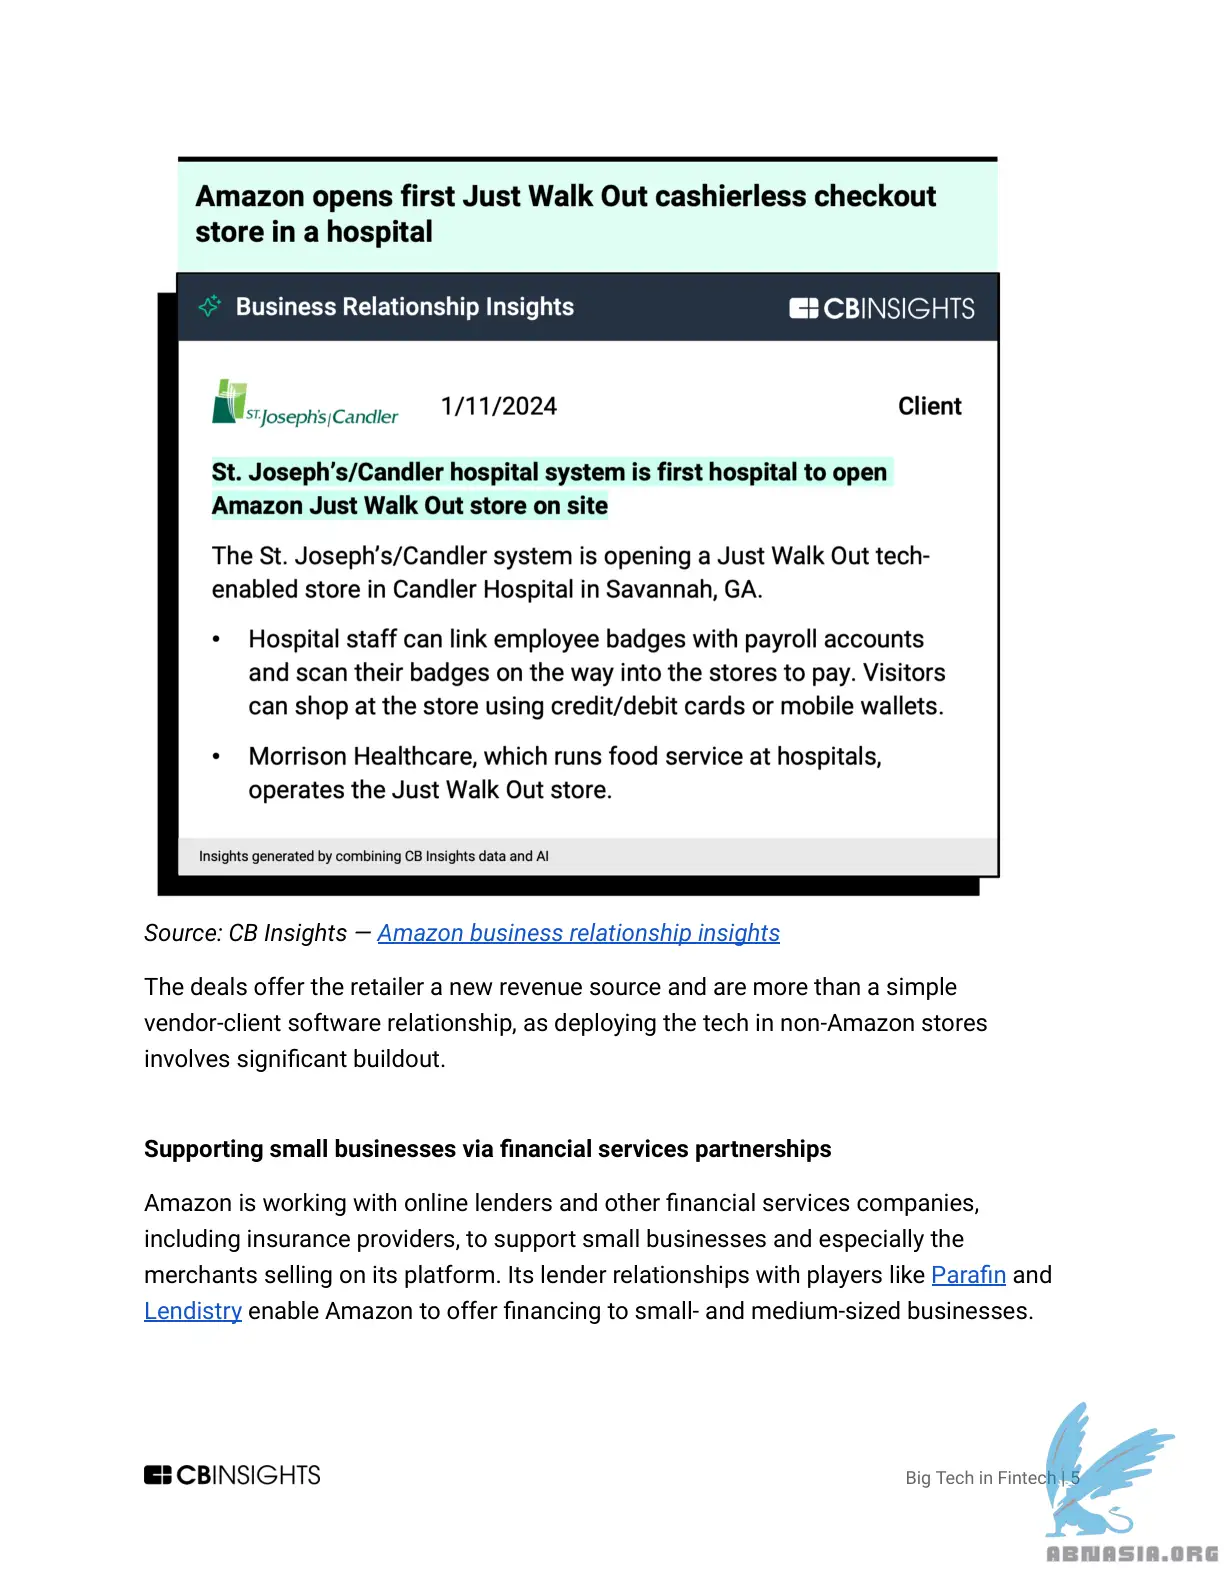 Amazon opens first Just Walk Out cashierless checkout
store in a hospital
Business Relationship Insights
CBINSIGHTS
ST. Joseph's|Candler
1/11/2024
Client
St. Joseph’s/Candler hospital system is first hospital to open
Amazon Just Walk Out store on site
The St. Joseph’s/Candler system is opening a Just Walk Out tech-
enabled store in Candler Hospital in Savannah, GA.
• Hospital staff can link employee badges with payroll accounts
and scan their badges on the way into the stores to pay. Visitors
can shop at the store using credit/debit cards or mobile wallets.
• Morrison Healthcare, which runs food service at hospitals,
operates the Just Walk Out store.
Insights generated by combining CB Insights data and AI
Source: CB Insights — Amazon business relationship insights
The deals offer the retailer a new revenue source and are more than a simple
vendor-client software relationship, as deploying the tech in non-Amazon stores
involves significant buildout.
Supporting small businesses via financial services partnerships
Amazon is working with online lenders and other financial services companies,
including insurance providers, to support small businesses and especially the
merchants selling on its platform. Its lender relationships with players like Parafin and
Lendistry enable Amazon to offer financing to small- and medium-sized businesses.
CBINSIGHTS
Big Tech in Fintech | 5
ABNASIA.ORG